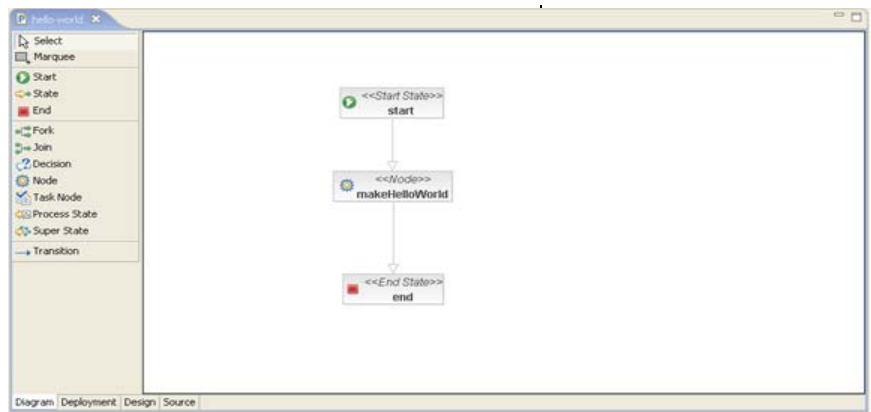 hello-world
Select
Marquee
Start
State
End
Fork
Join
Decision
Node
Task Node
Process State
Super State
Transition
<<Start State>>
start
<<Node>>
makeHelloWorld
<<End State>>
end
Diagram Deployment Design Source